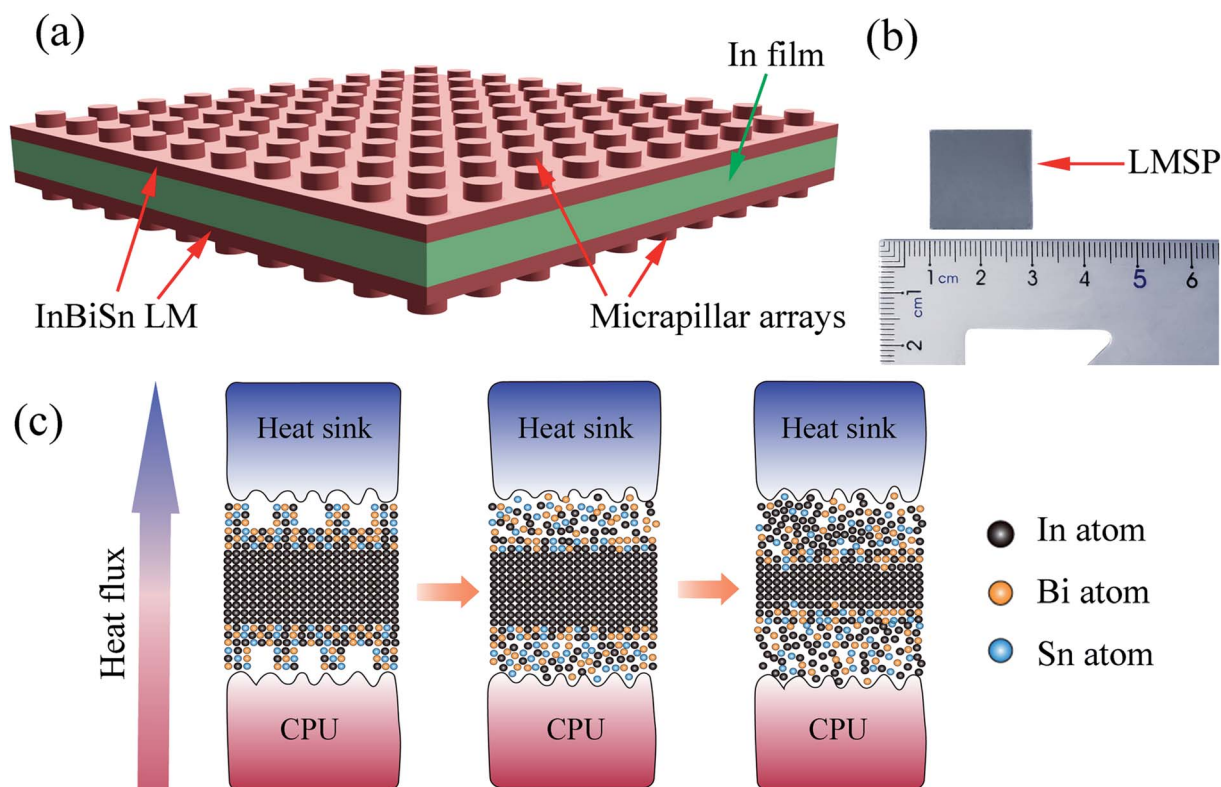 (a)
In film
InBiSn LM
Micrapillar arrays
(b)
LMSP
1 cm 2 3 4 5 6
cm 1
2
(c)
Heat flux
Heat sink
CPU
Heat sink
CPU
Heat sink
CPU
In atom
Bi atom
Sn atom